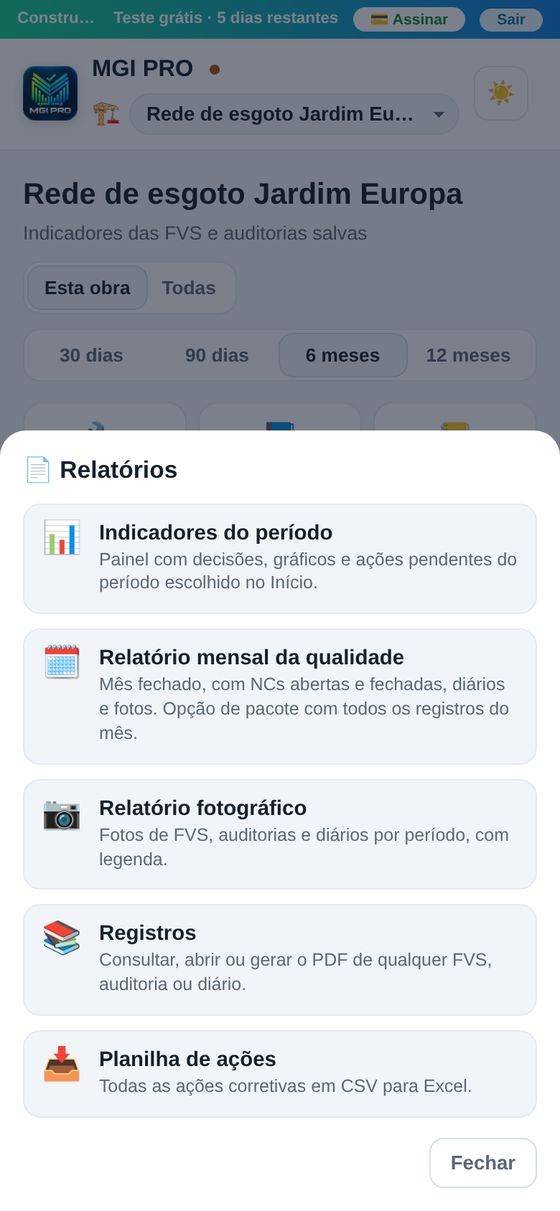 Constru… Teste grátis · 5 dias restantes 💳 Assinar Sair
MGI PRO
MGI PRO
Rede de esgoto Jardim Eu…
Rede de esgoto Jardim Europa
Indicadores das FVS e auditorias salvas
Esta obra Todas
30 dias 90 dias 6 meses 12 meses
Relatórios
Indicadores do período
Painel com decisões, gráficos e ações pendentes do
período escolhido no Início.
Relatório mensal da qualidade
Mês fechado, com NCs abertas e fechadas, diários
e fotos. Opção de pacote com todos os registros do
mês.
Relatório fotográfico
Fotos de FVS, auditorias e diários por período, com
legenda.
Registros
Consultar, abrir ou gerar o PDF de qualquer FVS,
auditoria ou diário.
Planilha de ações
Todas as ações corretivas em CSV para Excel.
Fechar